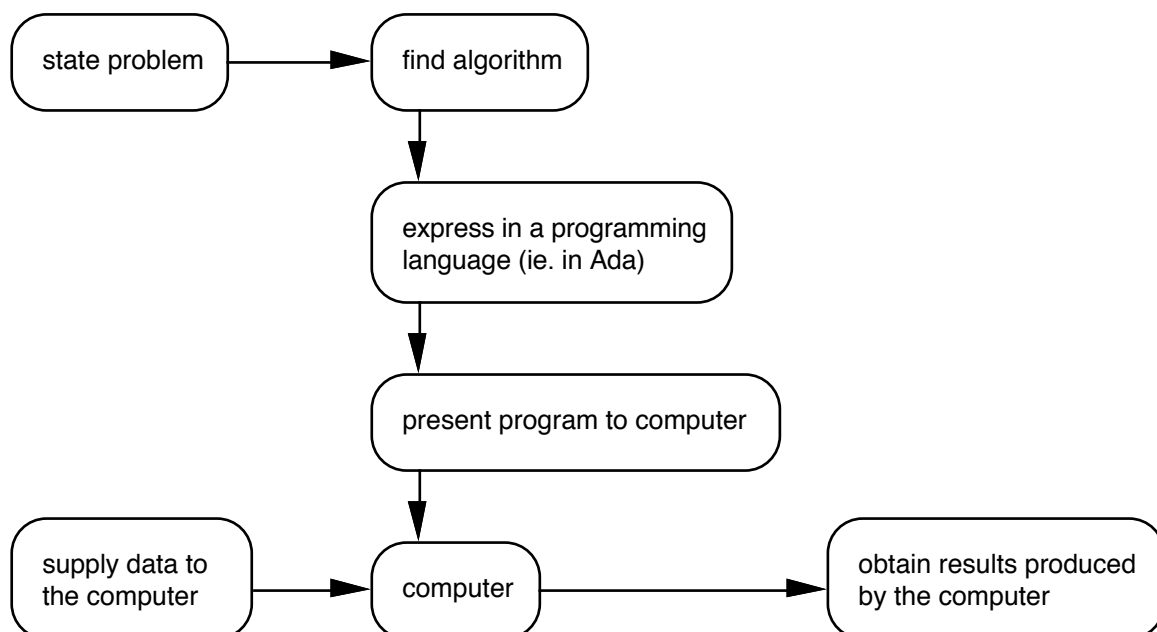 state problem
find algorithm
express in a programming
language (ie. in Ada)
present program to computer
supply data to
the computer
computer
obtain results produced
by the computer